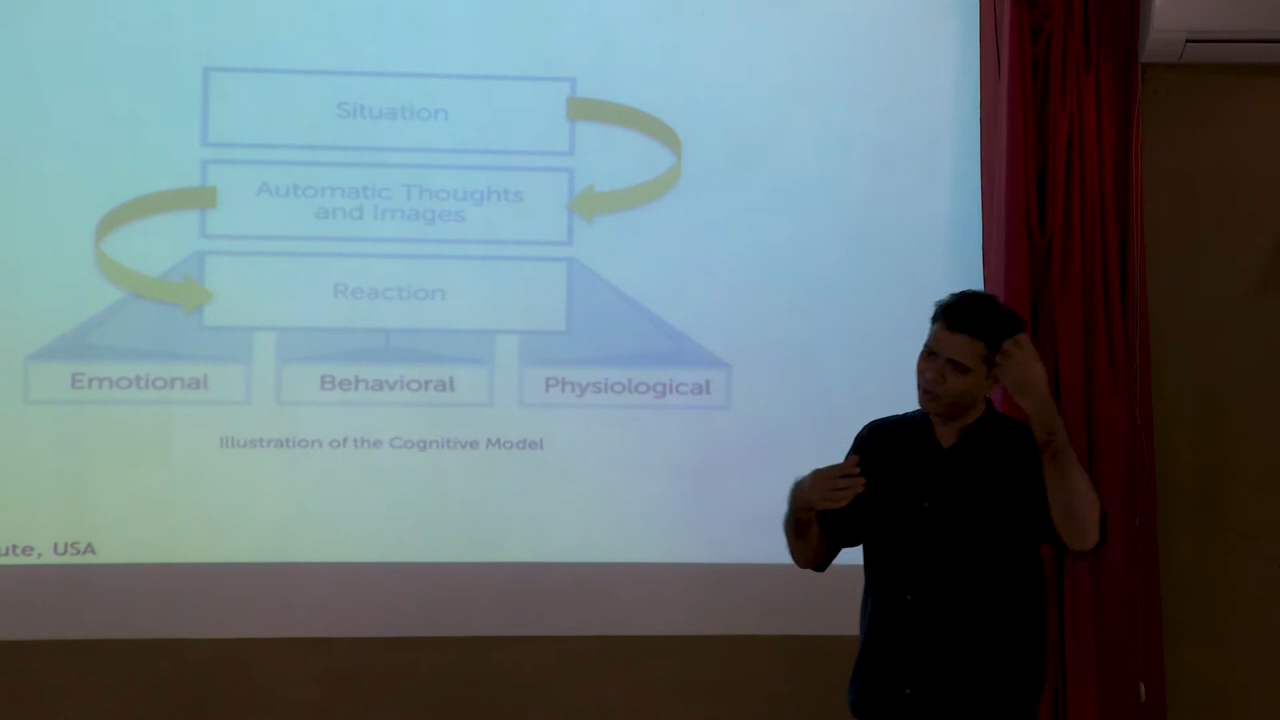 Situation
Automatic Thoughts
and Images
Reaction
Emotional
Behavioral
Physiological
Illustration of the Cognitive Model
ute, USA